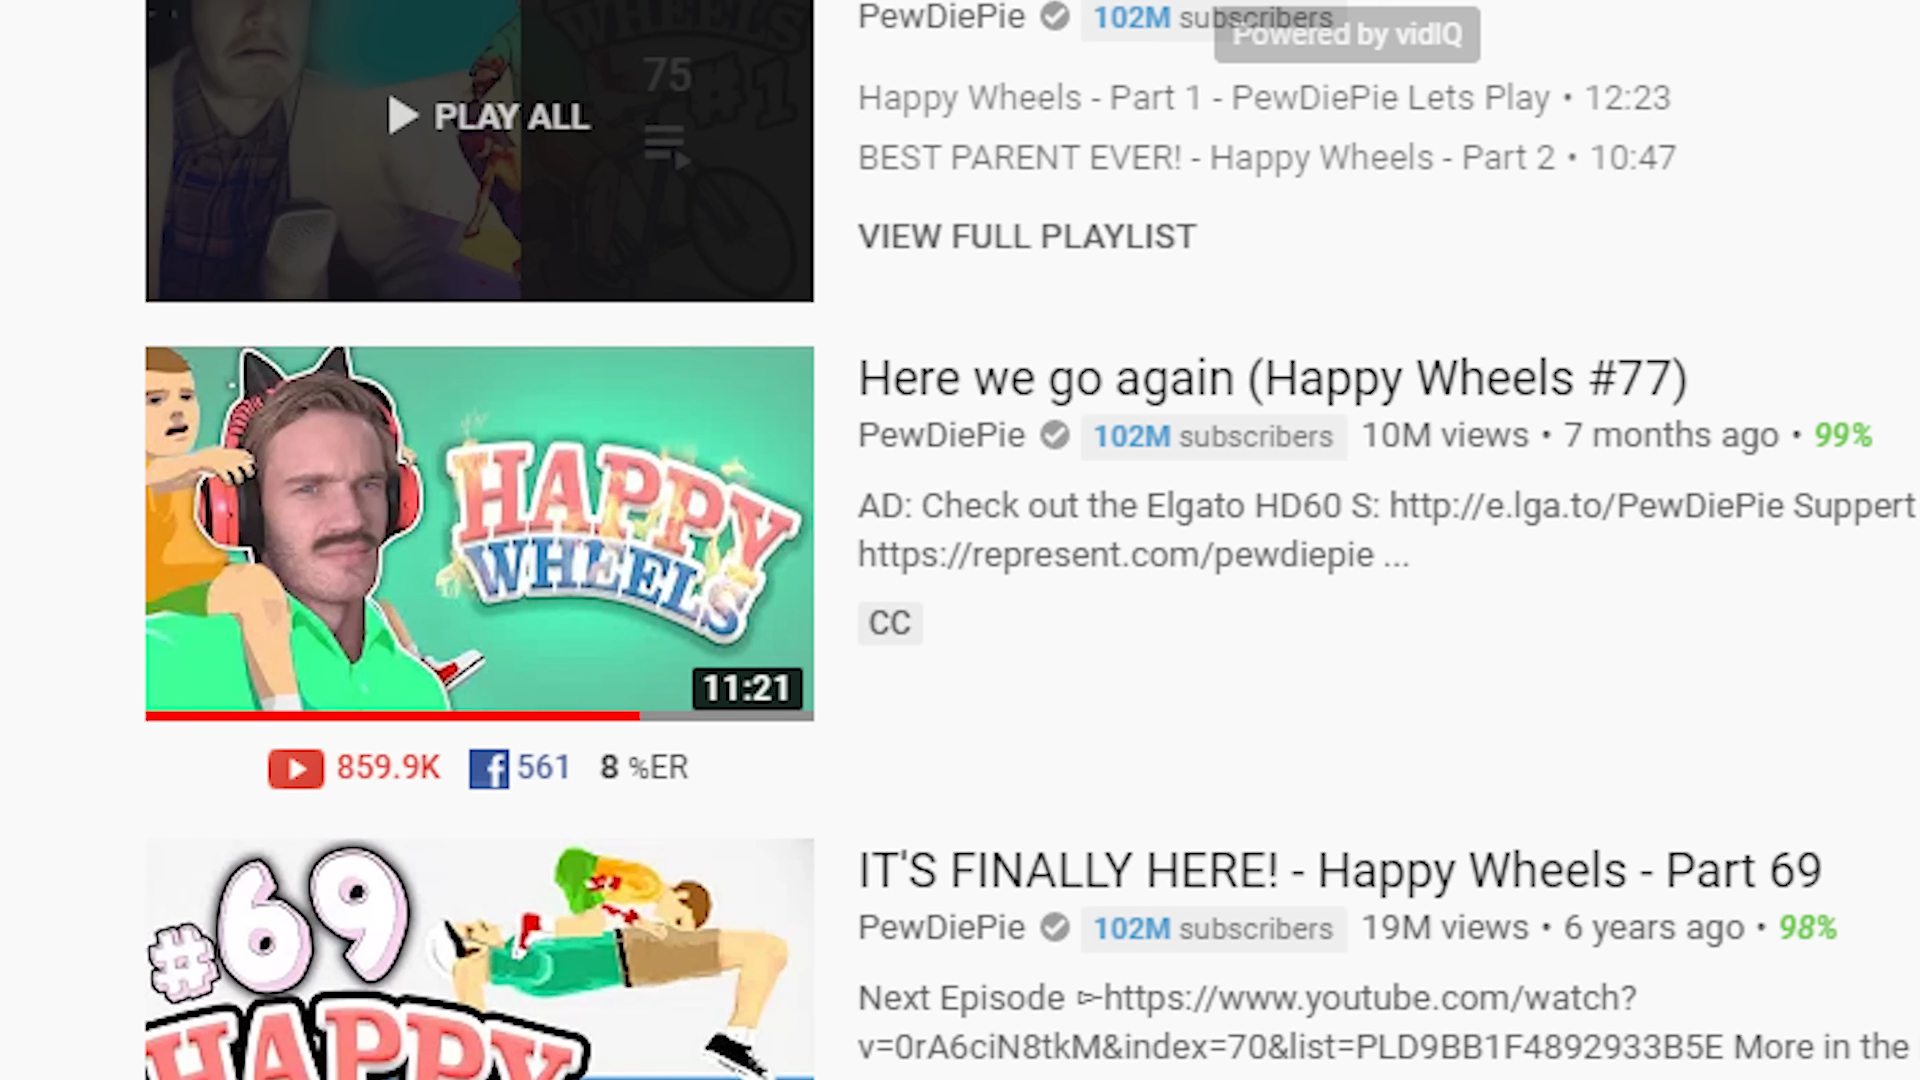 PewDiePie 102M subscribers
Powered by vidIQ
WHEELS
75
#1
PLAY ALL
Happy Wheels - Part 1 - PewDiePie Lets Play • 12:23
BEST PARENT EVER! - Happy Wheels - Part 2 • 10:47
VIEW FULL PLAYLIST
HAPPY
WHEELS
11:21
859.9K 561 8 %ER
Here we go again (Happy Wheels #77)
PewDiePie 102M subscribers 10M views • 7 months ago • 99%
AD: Check out the Elgato HD60 S: http://e.lga.to/PewDiePie Suppert
https://represent.com/pewdiepie ...
CC
#69
HAPPY
IT'S FINALLY HERE! - Happy Wheels - Part 69
PewDiePie 102M subscribers 19M views • 6 years ago • 98%
Next Episode ▻https://www.youtube.com/watch?
v=0rA6ciN8tkM&index=70&list=PLD9BB1F4892933B5E More in the